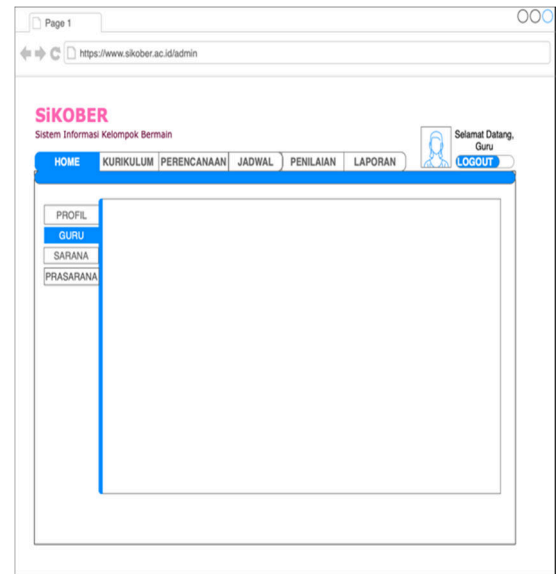 Page 1
https://www.sikober.ac.id/admin
SiKOBER
Sistem Informasi Kelompok Bermain
Selamat Datang,
Guru
LOGOUT
HOME KURIKULUM PERENCANAAN JADWAL PENILAIAN LAPORAN
PROFIL
GURU
SARANA
PRASARANA